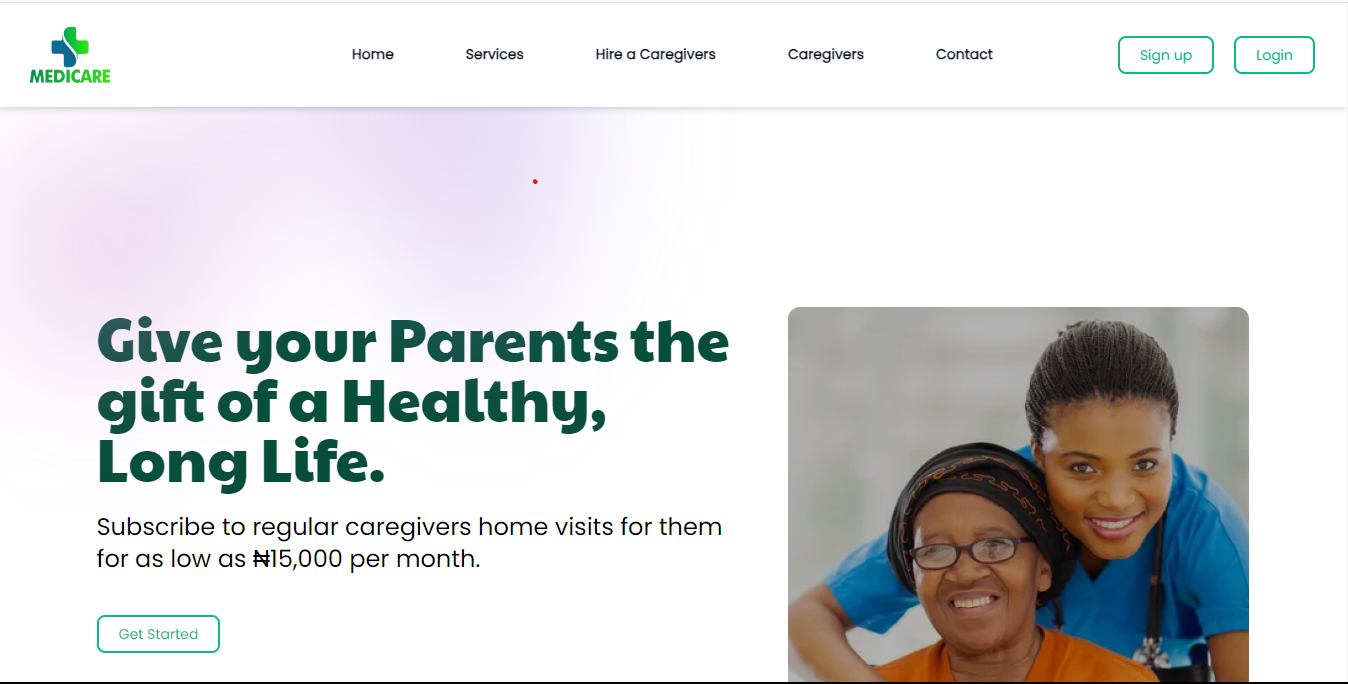 MEDICARE
Home
Services
Hire a Caregivers
Caregivers
Contact
Sign up
Login
Give your Parents the
gift of a Healthy,
Long Life.
Subscribe to regular caregivers home visits for them
for as low as ₦15,000 per month.
Get Started